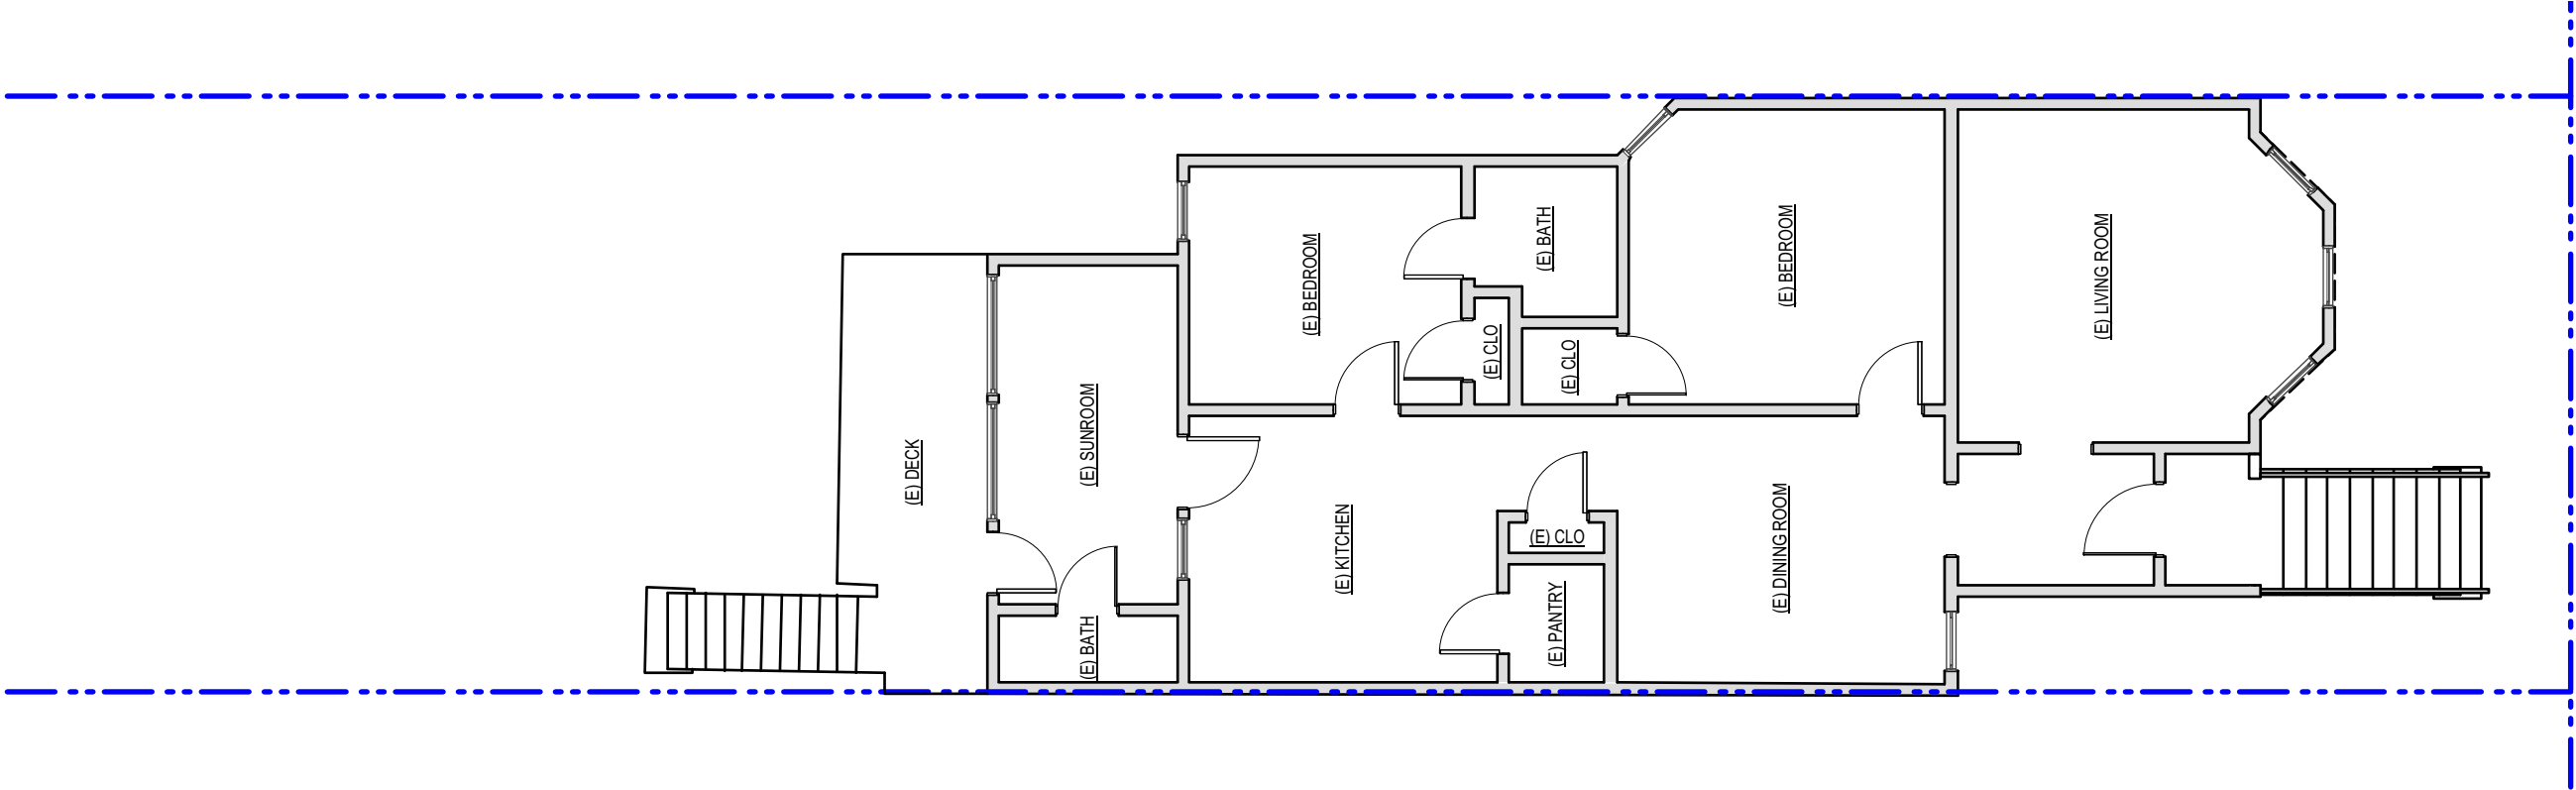 (E) DECK
(E) SUNROOM
(E) BATH
(E) BEDROOM
(E) KITCHEN
(E) BATH
(E) CLO
(E) CLO
(E) CLO
(E) PANTRY
(E) BEDROOM
(E) DINING ROOM
(E) LIVING ROOM